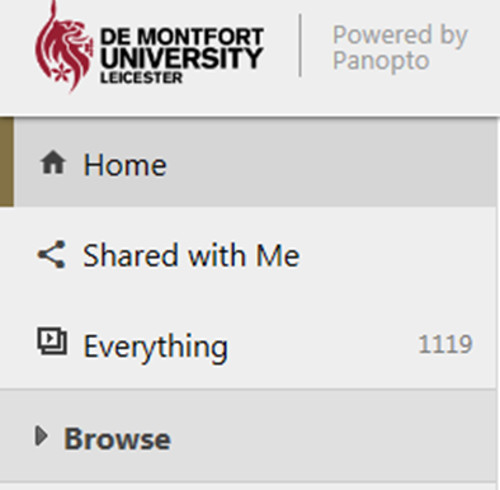 DE MONTFORT
UNIVERSITY
LEICESTER
Powered by
Panopto
Home
Shared with Me
Everything 1119
Browse